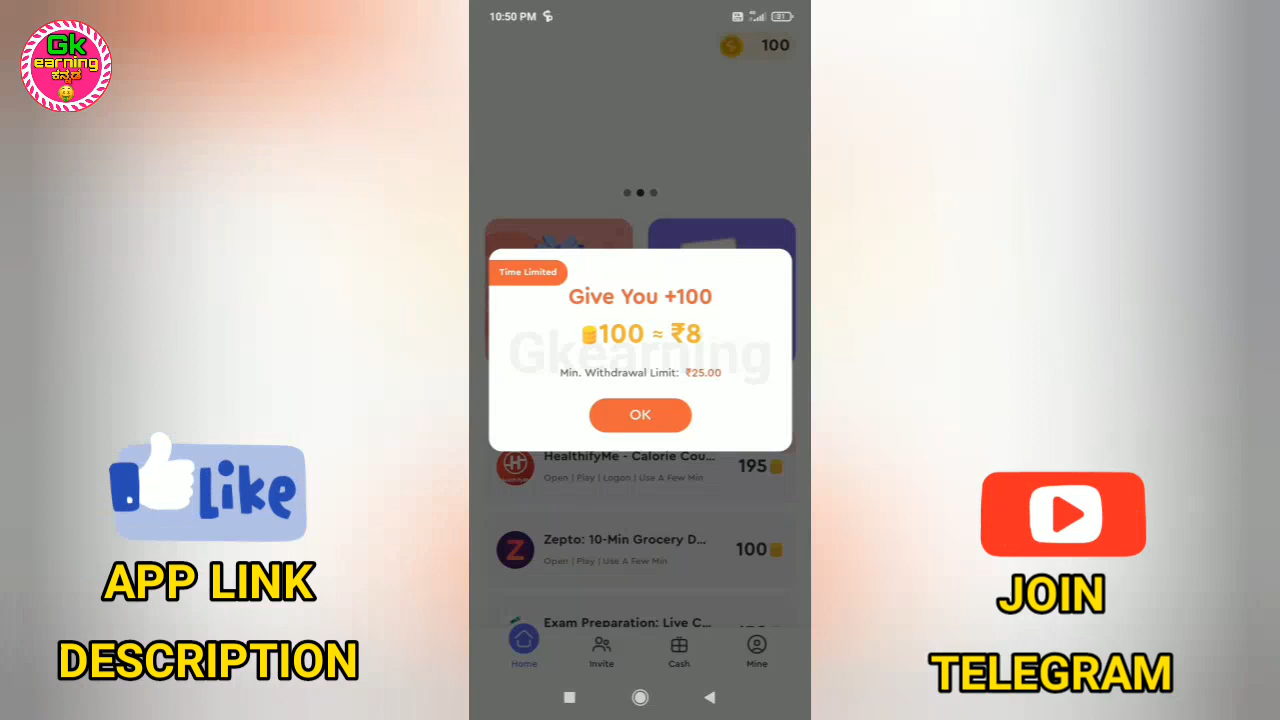 Gk
earning
ಕನ್ನಡ
10:50 PM
31
100
Time Limited
Give You +100
100 ≈ ₹8
Gkearning
Min. Withdrawal Limit: ₹25.00
OK
HealthifyMe - Calorie Cou...
195
Open | Play | Logon | Use A Few Min
Zepto: 10-Min Grocery D...
100
Open | Play | Use A Few Min
Exam Preparation: Live C...
Home
Invite
Cash
Mine
Like
APP LINK
DESCRIPTION
JOIN
TELEGRAM